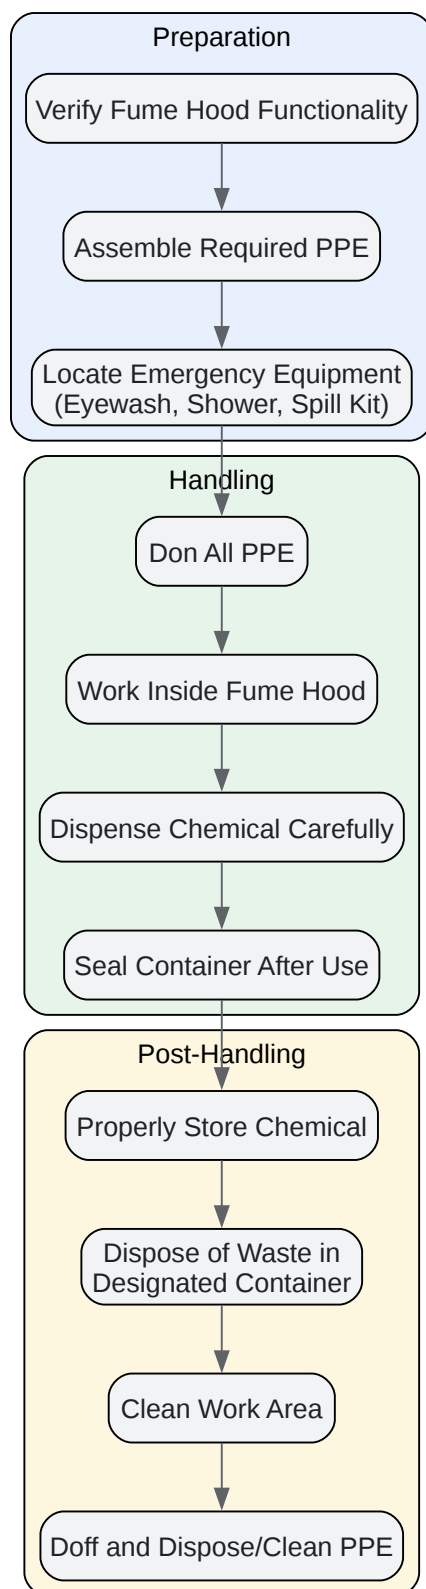 Preparation
Verify Fume Hood Functionality
Assemble Required PPE
Locate Emergency Equipment
(Eyewash, Shower, Spill Kit)
Handling
Don All PPE
Work Inside Fume Hood
Dispense Chemical Carefully
Seal Container After Use
Post-Handling
Properly Store Chemical
Dispose of Waste in
Designated Container
Clean Work Area
Doff and Dispose/Clean PPE